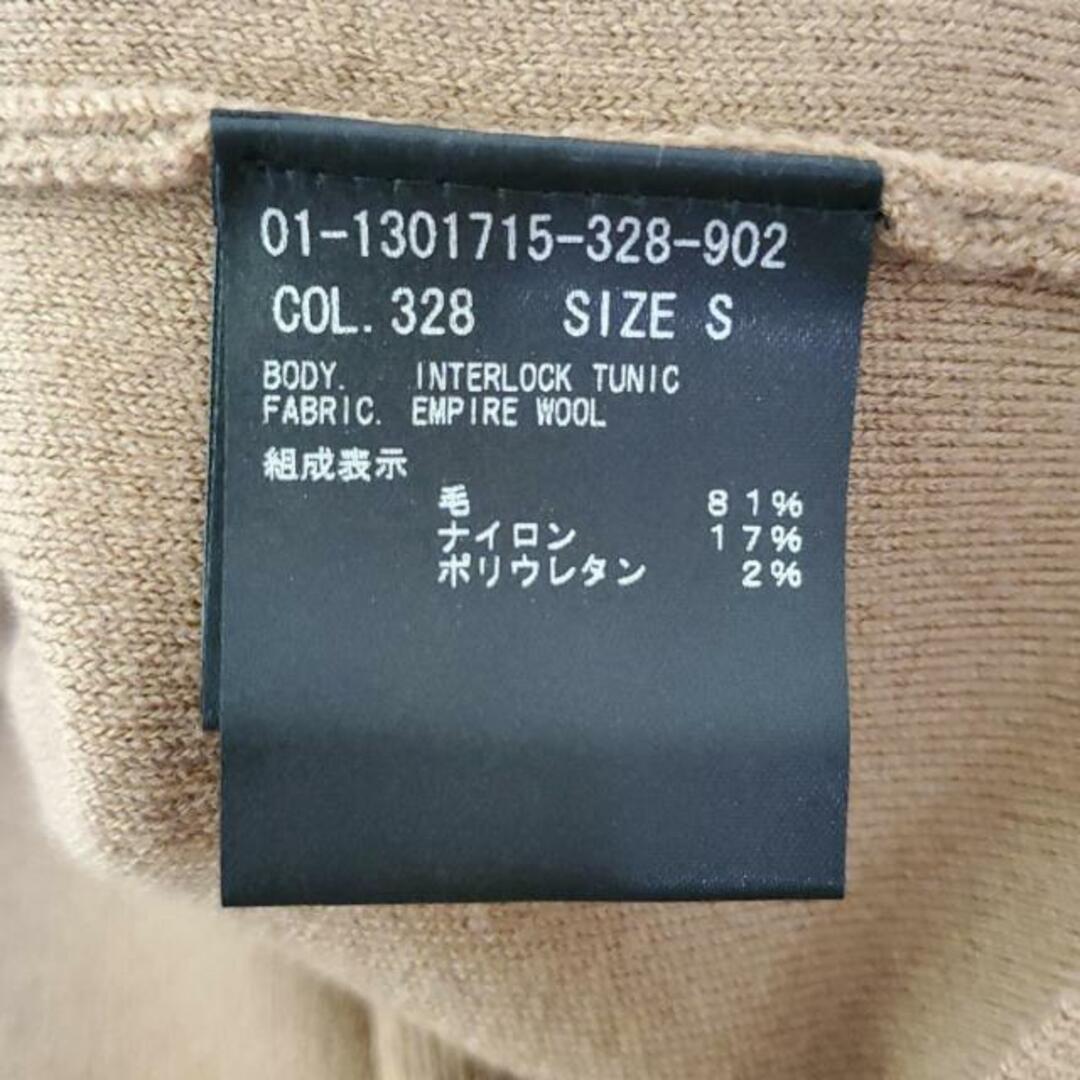 01-1301715-328-902
COL. 328 SIZE S
BODY. INTERLOCK TUNIC
FABRIC. EMPIRE WOOL
組成表示
毛 81%
ナイロン 17%
ポリウレタン 2%